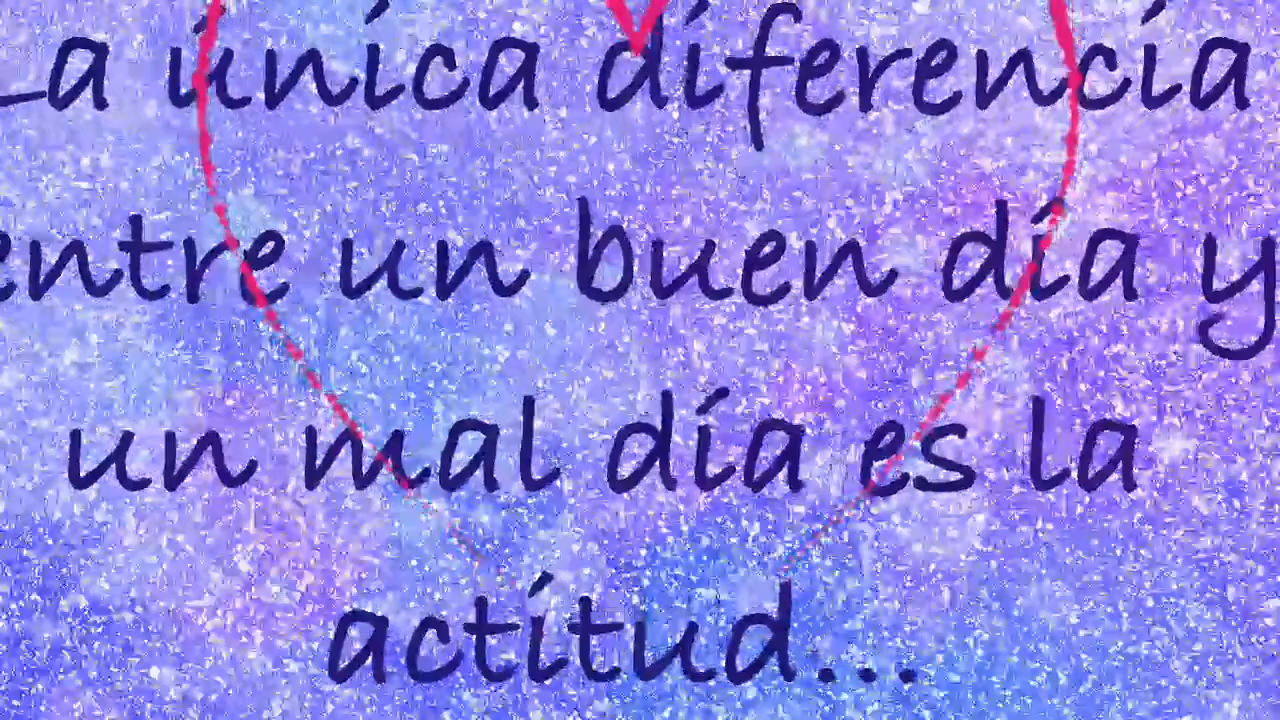 La única diferencia
entre un buen día y
un mal día es la
actitud...